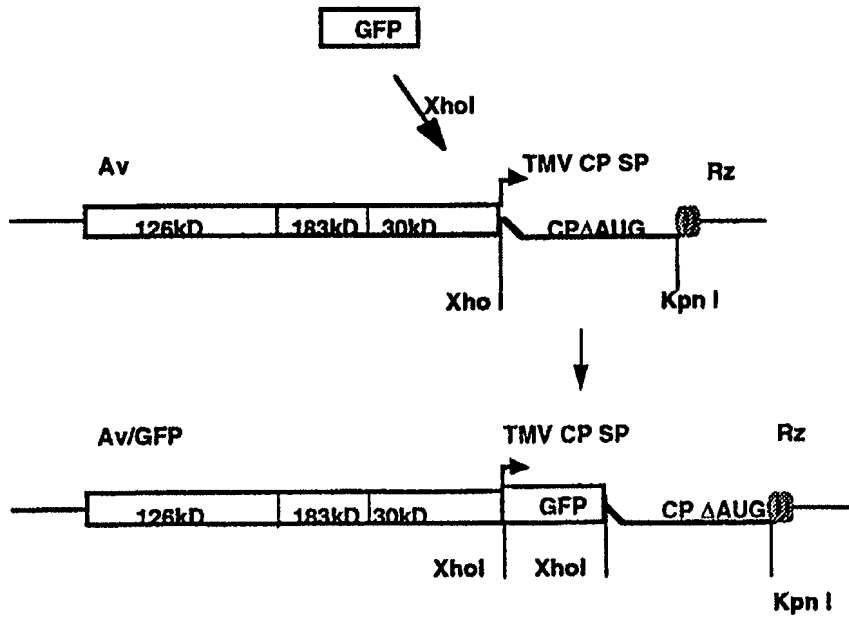 GFP
XhoI
Av
TMV CP SP
Rz
126kD 183kD 30kD
CPΔAUG
Xho I
Kpn I
Av/GFP
TMV CP SP
Rz
126kD 183kD 30kD
GFP
CP ΔAUG
XhoI XhoI
Kpn I